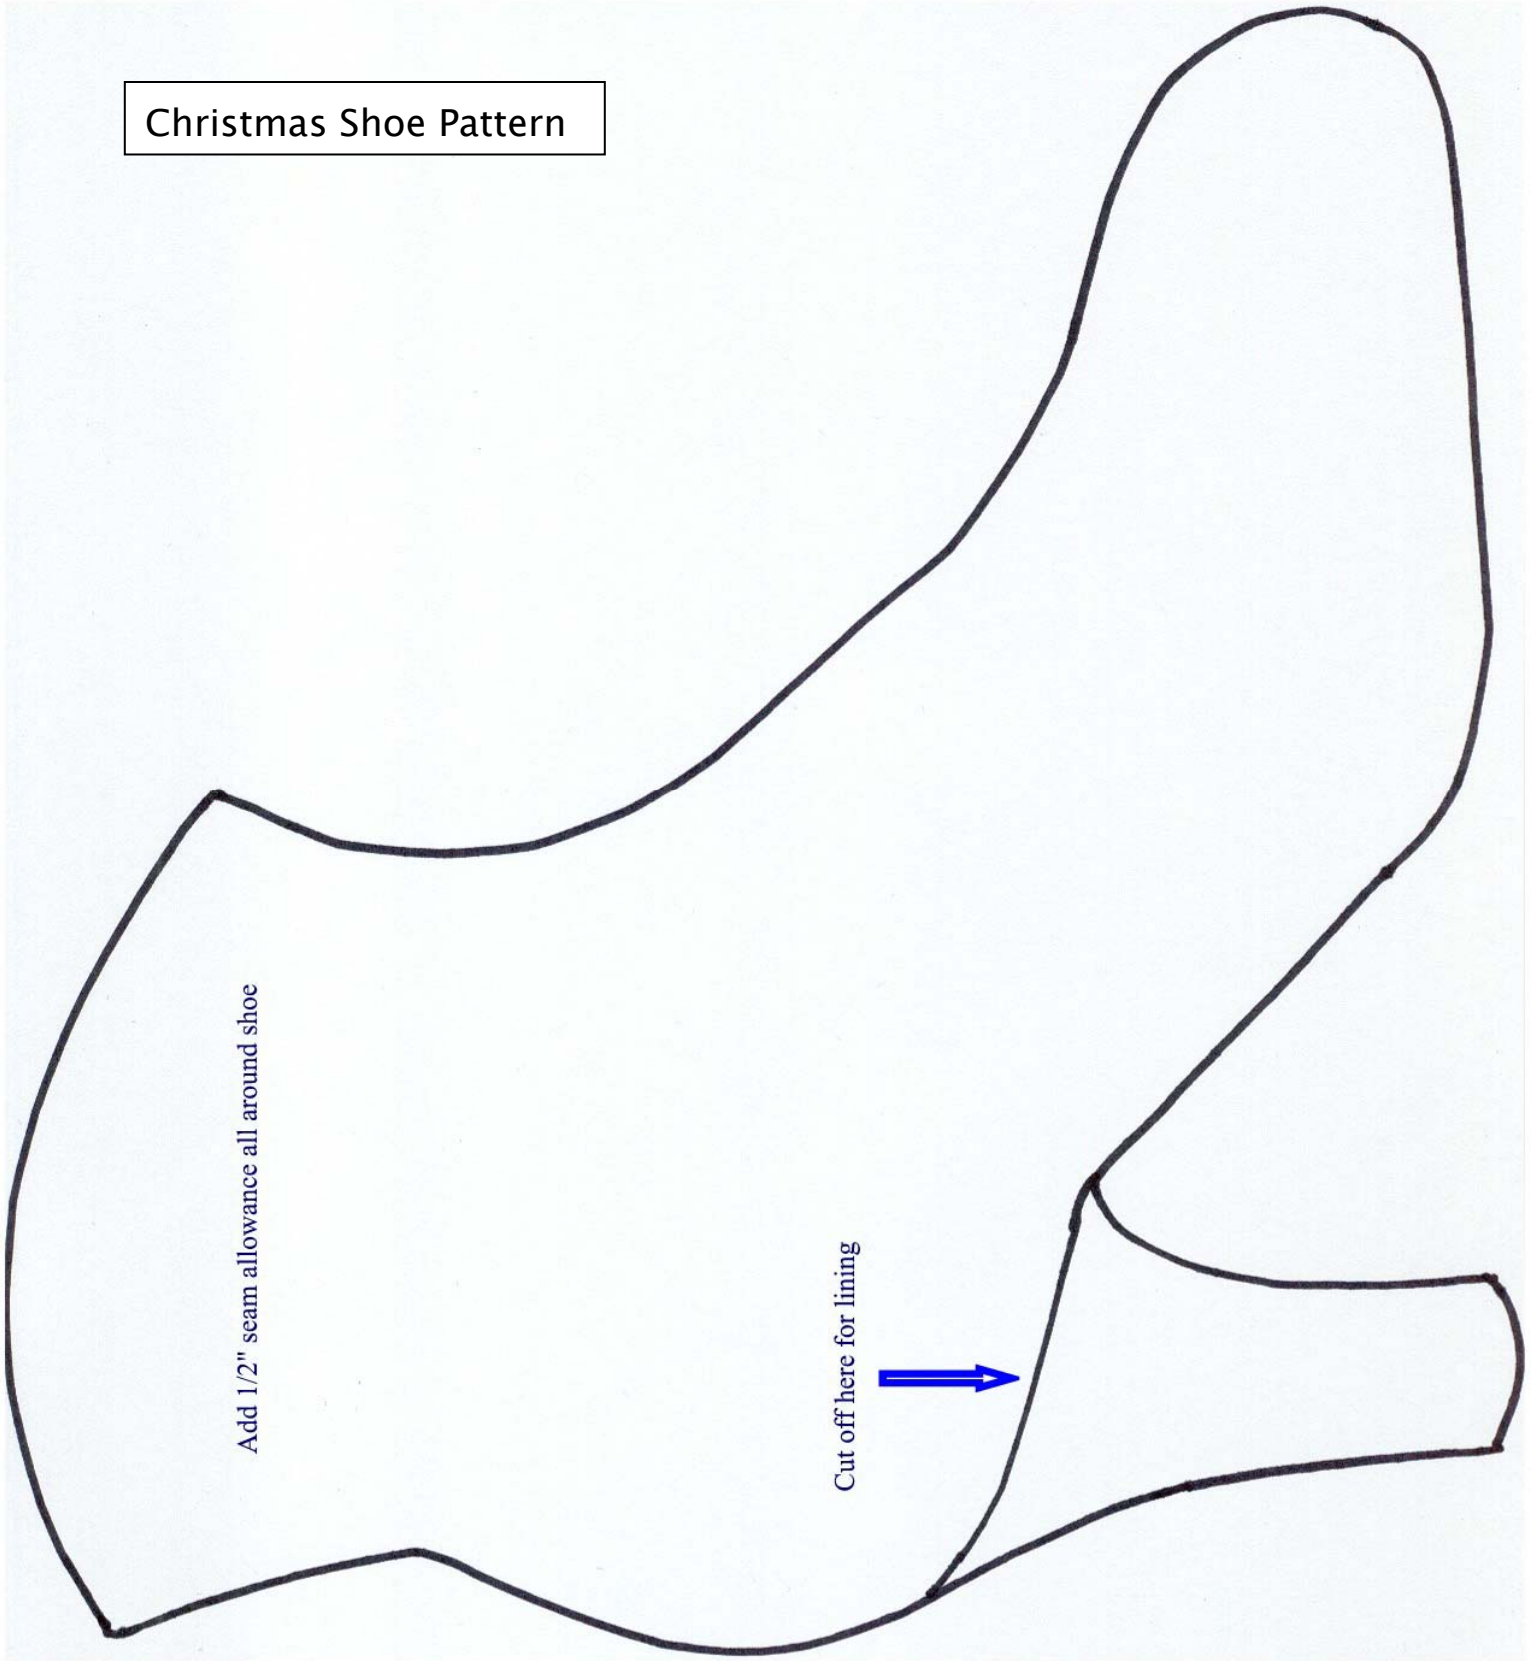 Christmas Shoe Pattern
Add 1/2" seam allowance all around shoe
Cut off here for lining